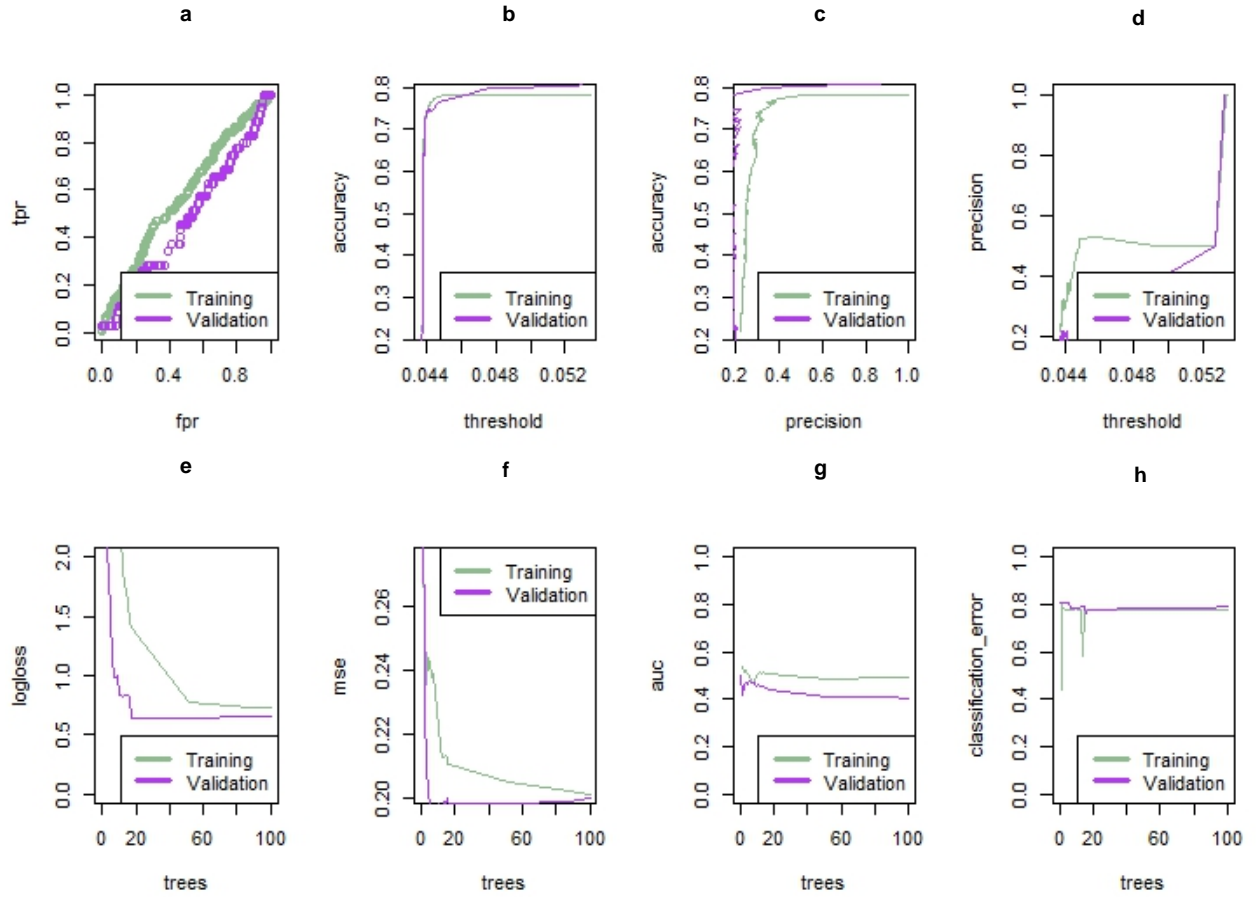 a
b
c
d
tpr
0.0 0.2 0.4 0.6 0.8 1.0
0.0 0.4 0.8
fpr
Training
Validation
accuracy
0.2 0.3 0.4 0.5 0.6 0.7 0.8
0.044 0.048 0.052
threshold
Training
Validation
accuracy
0.2 0.3 0.4 0.5 0.6 0.7 0.8
0.2 0.4 0.6 0.8 1.0
precision
Training
Validation
precision
0.2 0.4 0.6 0.8 1.0
0.044 0.048 0.052
threshold
Training
Validation
e
f
g
h
logloss
0.0 0.5 1.0 1.5 2.0
0 20 60 100
trees
Training
Validation
mse
0.20 0.22 0.24 0.26
0 20 60 100
trees
Training
Validation
auc
0.0 0.2 0.4 0.6 0.8 1.0
0 20 60 100
trees
Training
Validation
classification_error
0.0 0.2 0.4 0.6 0.8 1.0
0 20 60 100
trees
Training
Validation